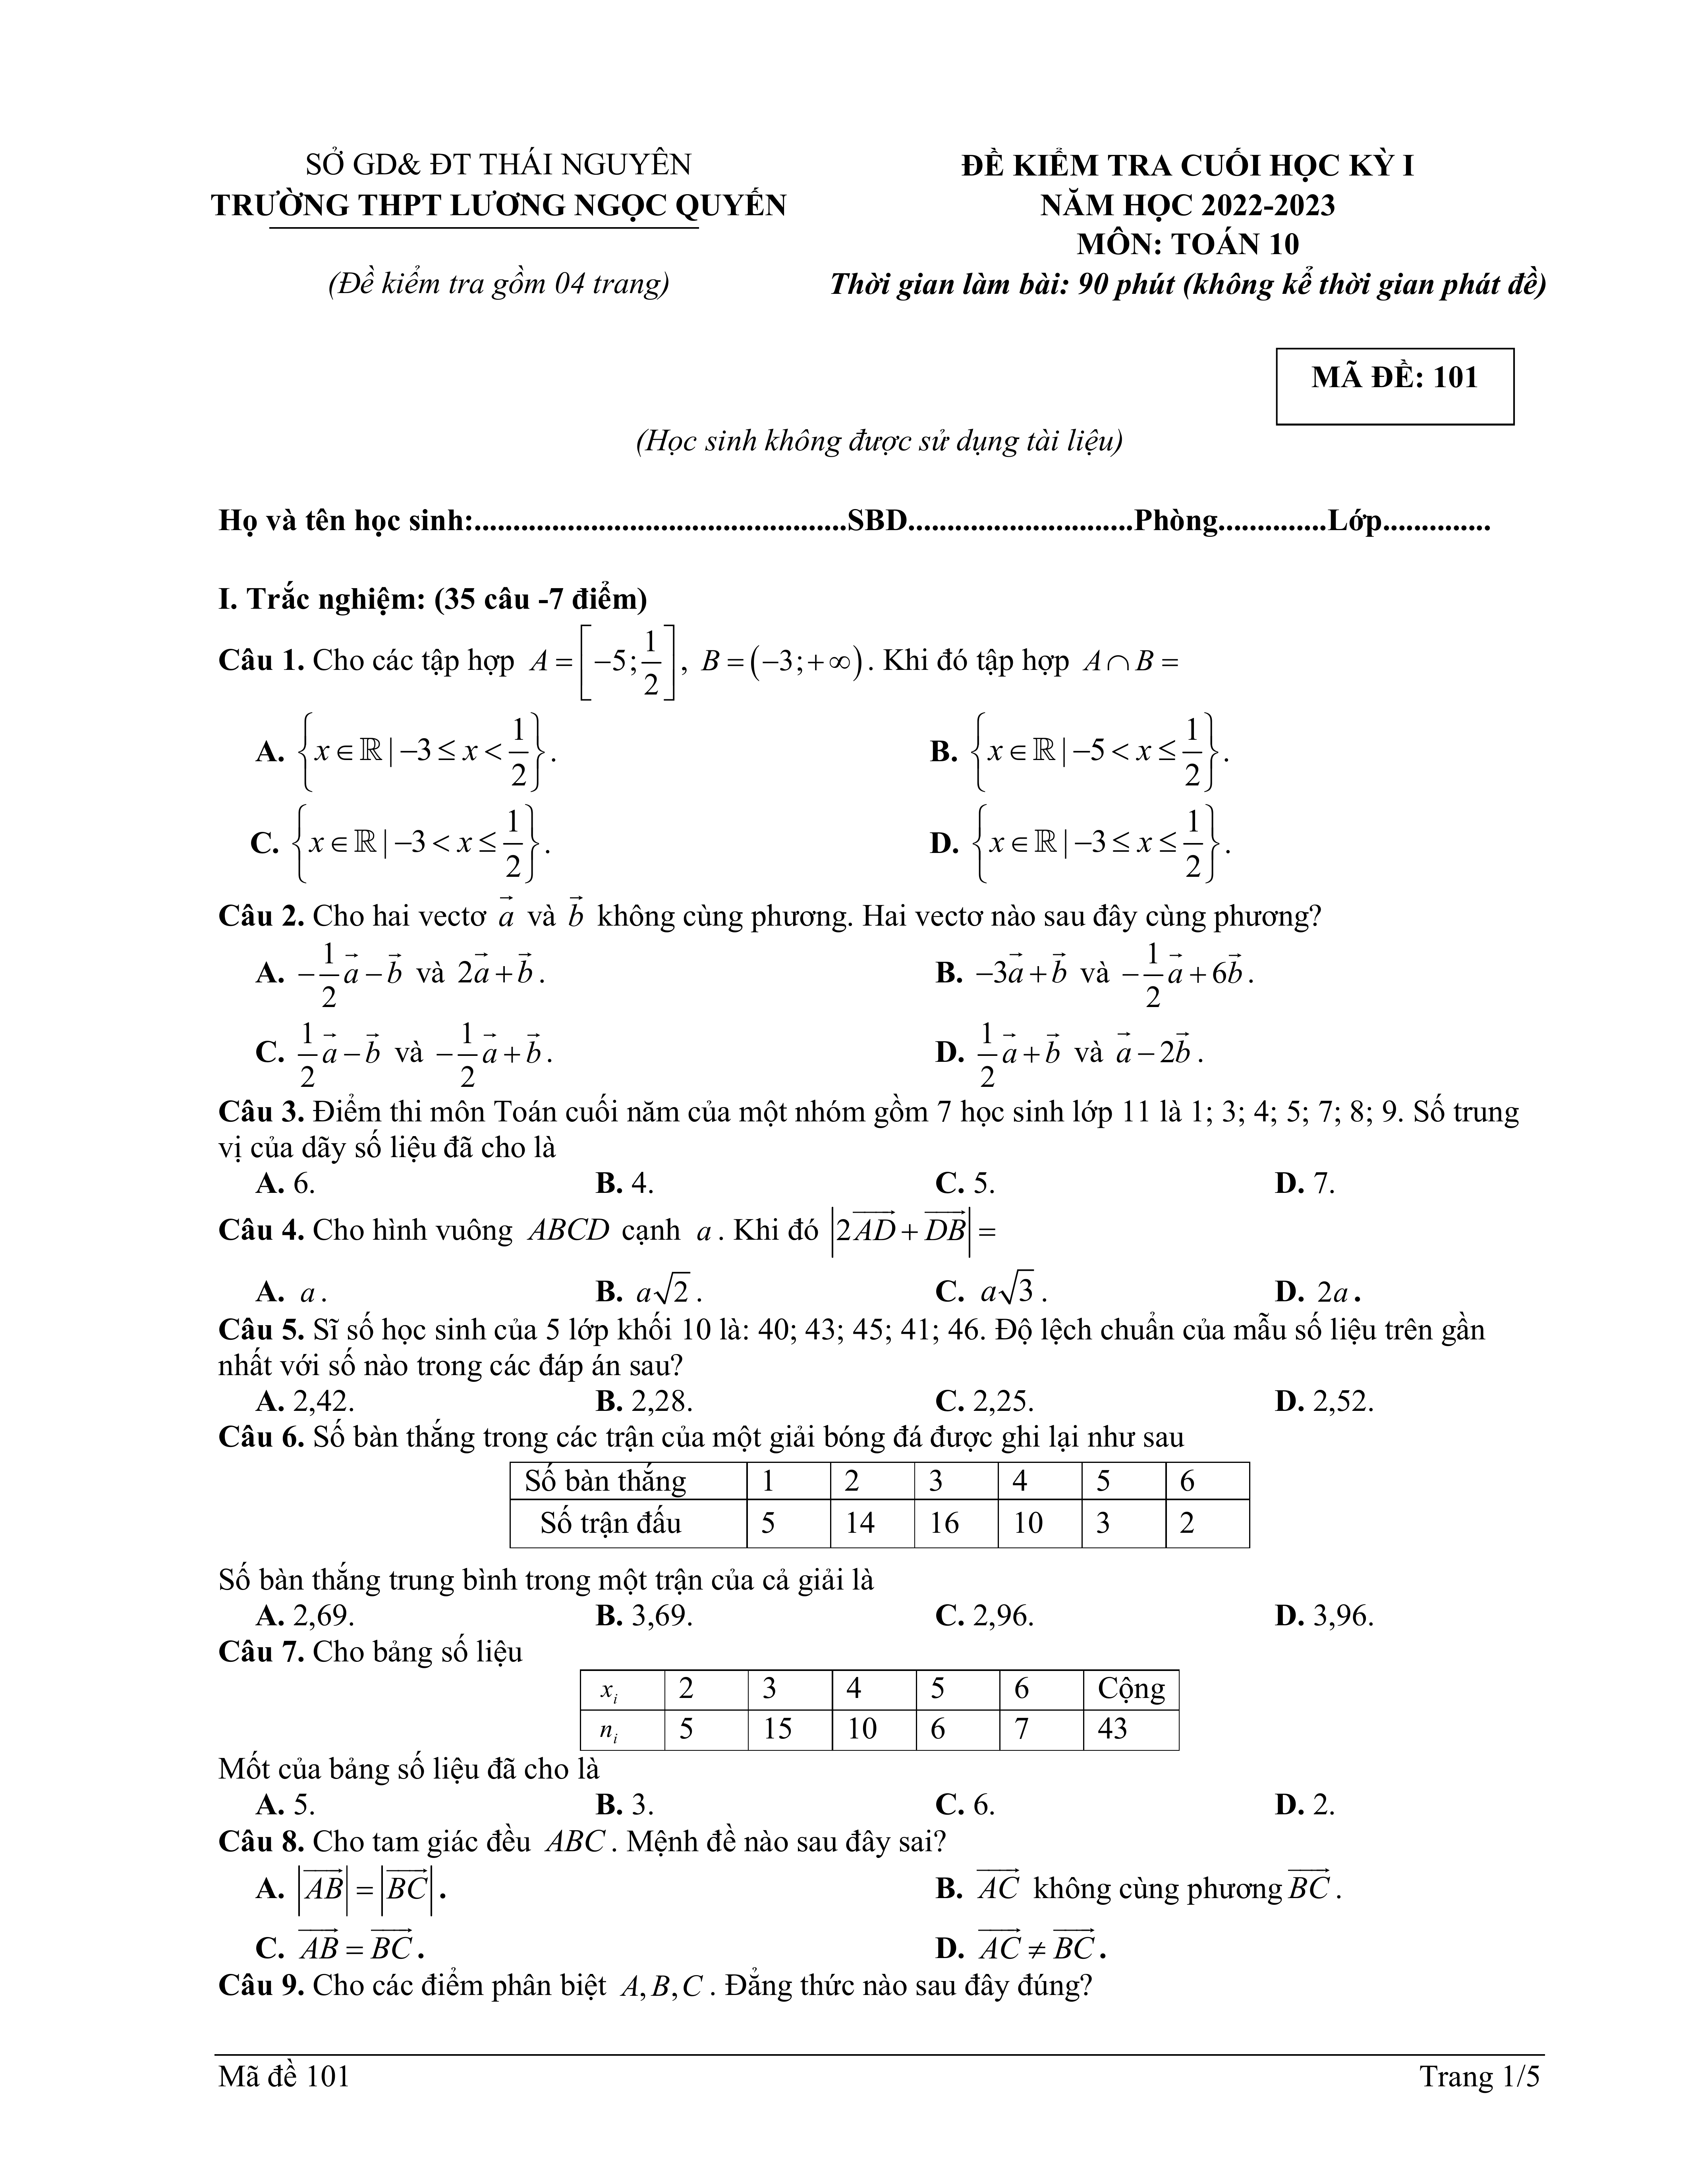 SỞ GD& ĐT THÁI NGUYÊN
TRƯỜNG THPT LƯƠNG NGỌC QUYẾN
(Đề kiểm tra gồm 04 trang)
ĐỀ KIỂM TRA CUỐI HỌC KỲ I
NĂM HỌC 2022-2023
MÔN: TOÁN 10
Thời gian làm bài: 90 phút (không kể thời gian phát đề)
MÃ ĐỀ: 101
(Học sinh không được sử dụng tài liệu)
Họ và tên học sinh:................................................SBD.............................Phòng..............Lớp..............
I. Trắc nghiệm: (35 câu -7 điểm)
Câu 1. Cho các tập hợp $A=\left[-5;\frac{1}{2}\right]$, $B=(-3;+\infty)$. Khi đó tập hợp $A\cap B=$
A. $\left\{x\in\mathbb{R}\,|\,-3\le x<\frac{1}{2}\right\}$. B. $\left\{x\in\mathbb{R}\,|\,-5<x\le\frac{1}{2}\right\}$.
C. $\left\{x\in\mathbb{R}\,|\,-3<x\le\frac{1}{2}\right\}$. D. $\left\{x\in\mathbb{R}\,|\,-3\le x\le\frac{1}{2}\right\}$.
Câu 2. Cho hai vectơ $\vec{a}$ và $\vec{b}$ không cùng phương. Hai vectơ nào sau đây cùng phương?
A. $-\frac{1}{2}\vec{a}-\vec{b}$ và $2\vec{a}+\vec{b}$. B. $-3\vec{a}+\vec{b}$ và $-\frac{1}{2}\vec{a}+6\vec{b}$.
C. $\frac{1}{2}\vec{a}-\vec{b}$ và $-\frac{1}{2}\vec{a}+\vec{b}$. D. $\frac{1}{2}\vec{a}+\vec{b}$ và $\vec{a}-2\vec{b}$.
Câu 3. Điểm thi môn Toán cuối năm của một nhóm gồm 7 học sinh lớp 11 là 1; 3; 4; 5; 7; 8; 9. Số trung
vị của dãy số liệu đã cho là
A. 6. B. 4. C. 5. D. 7.
Câu 4. Cho hình vuông $ABCD$ cạnh $a$. Khi đó $\left|2\overrightarrow{AD}+\overrightarrow{DB}\right|=$
A. $a$. B. $a\sqrt{2}$. C. $a\sqrt{3}$. D. $2a$.
Câu 5. Sĩ số học sinh của 5 lớp khối 10 là: 40; 43; 45; 41; 46. Độ lệch chuẩn của mẫu số liệu trên gần
nhất với số nào trong các đáp án sau?
A. 2,42. B. 2,28. C. 2,25. D. 2,52.
Câu 6. Số bàn thắng trong các trận của một giải bóng đá được ghi lại như sau
Số bàn thắng 1 2 3 4 5 6
Số trận đấu 5 14 16 10 3 2
Số bàn thắng trung bình trong một trận của cả giải là
A. 2,69. B. 3,69. C. 2,96. D. 3,96.
Câu 7. Cho bảng số liệu
$x_i$ 2 3 4 5 6 Cộng
$n_i$ 5 15 10 6 7 43
Mốt của bảng số liệu đã cho là
A. 5. B. 3. C. 6. D. 2.
Câu 8. Cho tam giác đều $ABC$. Mệnh đề nào sau đây sai?
A. $\left|\overrightarrow{AB}\right|=\left|\overrightarrow{BC}\right|$. B. $\overrightarrow{AC}$ không cùng phương $\overrightarrow{BC}$.
C. $\overrightarrow{AB}=\overrightarrow{BC}$. D. $\overrightarrow{AC}\ne\overrightarrow{BC}$.
Câu 9. Cho các điểm phân biệt $A,B,C$. Đẳng thức nào sau đây đúng?
Mã đề 101 Trang 1/5